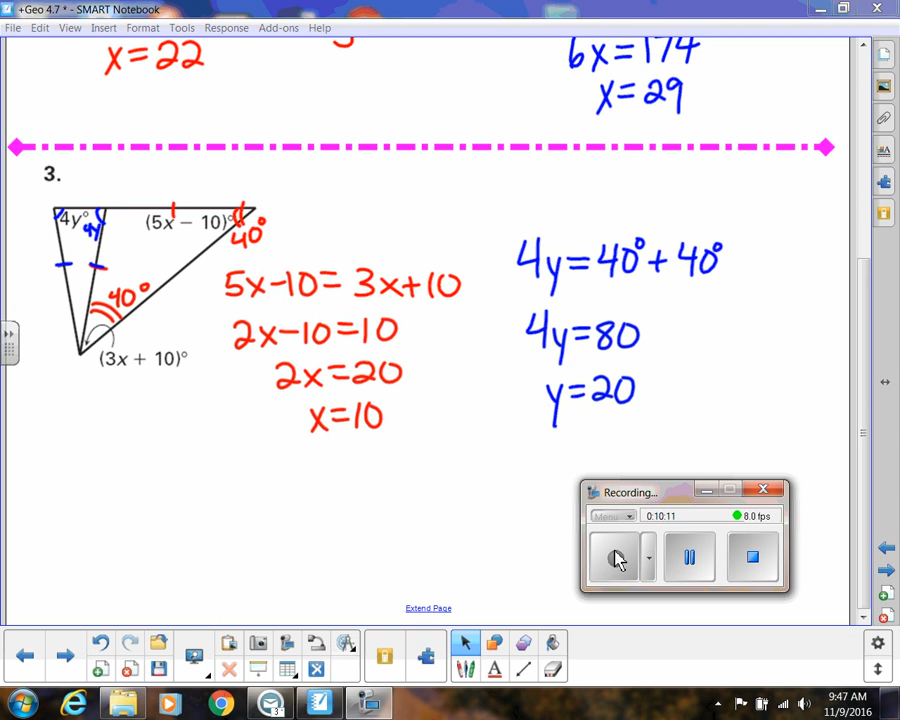 +Geo 4.7 * - SMART Notebook
File Edit View Insert Format Tools Response Add-ons Help
x=22
6x=174
x=29
3.
4y°
4y
(5x − 10)°
40°
40°
(3x + 10)°
5x-10=3x+10
2x-10=10
2x=20
x=10
4y=40°+40°
4y=80
y=20
Recording...
Menu
0:10:11
8.0 fps
Extend Page
3
9:47 AM
11/9/2016